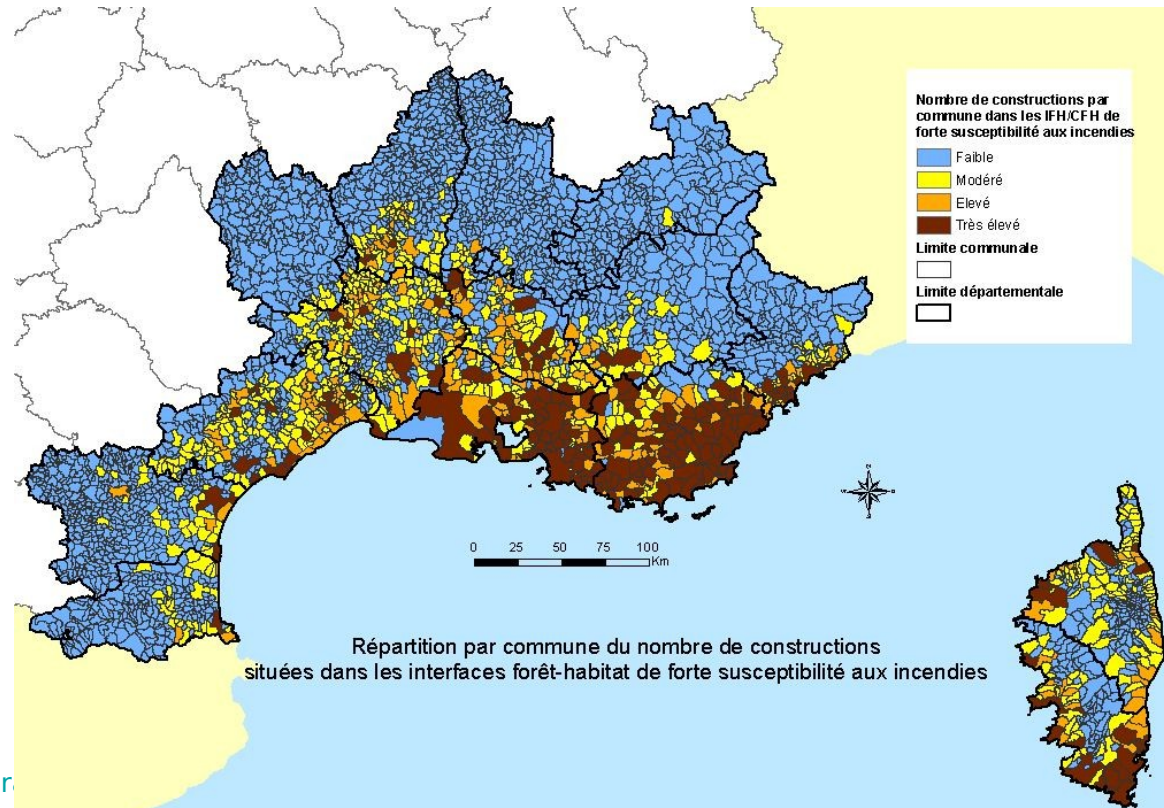 Nombre de constructions par
commune dans les IFH/CFH de
forte susceptibilité aux incendies
Faible
Modéré
Elevé
Très élevé
Limite communale
Limite départementale
0 25 50 75 100
Km
Répartition par commune du nombre de constructions
situées dans les interfaces forêt-habitat de forte susceptibilité aux incendies